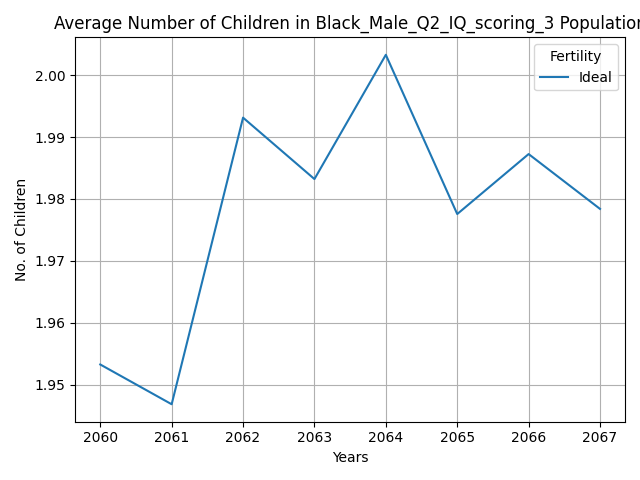 Average Number of Children in Black_Male_Q2_IQ_scoring_3 Population
Fertility
Ideal
2.00
1.99
1.98
1.97
1.96
1.95
No. of Children
2060 2061 2062 2063 2064 2065 2066 2067
Years